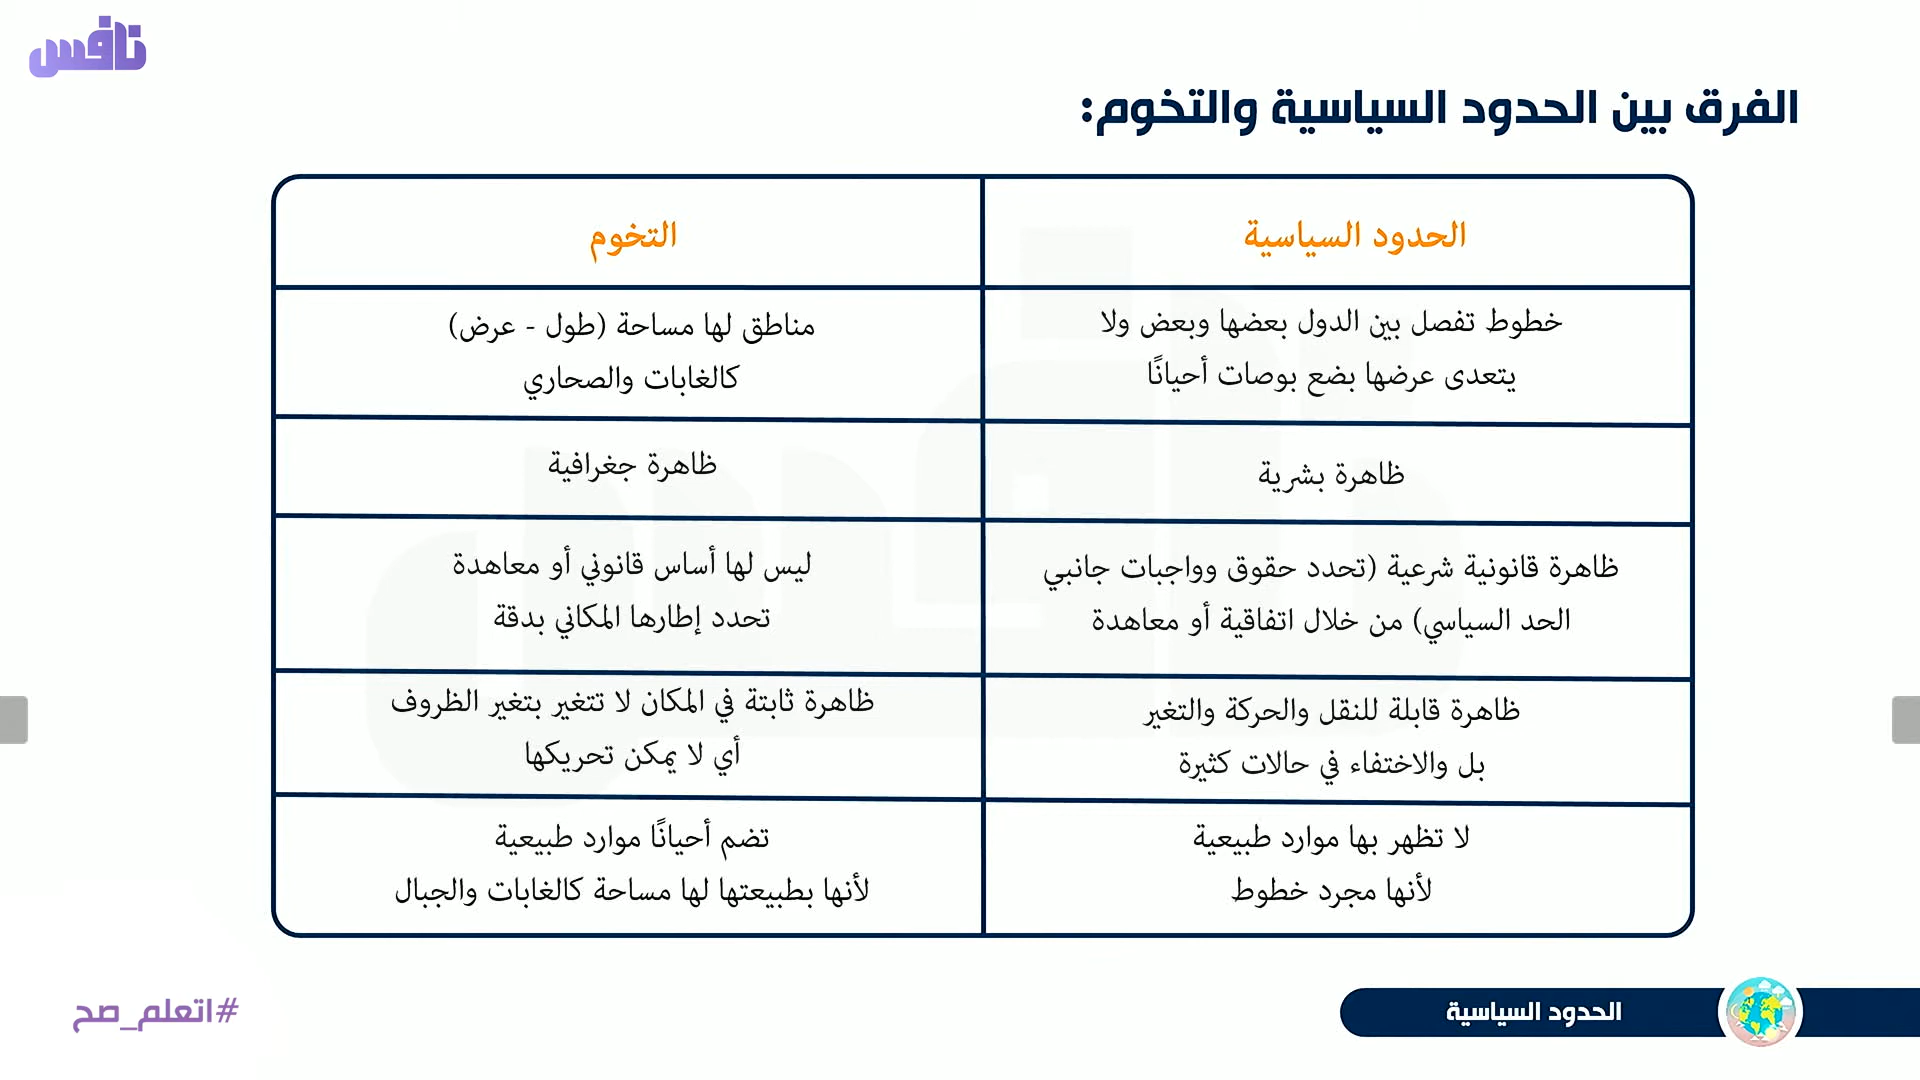 نافس
الفرق بين الحدود السياسية والتخوم:
الحدود السياسية
التخوم
خطوط تفصل بين الدول بعضها وبعض ولا
يتعدى عرضها بضع بوصات أحيانًا
مناطق لها مساحة (طول - عرض)
كالغابات والصحاري
ظاهرة بشرية
ظاهرة جغرافية
ظاهرة قانونية شرعية (تحدد حقوق وواجبات جانبي
الحد السياسي) من خلال اتفاقية أو معاهدة
ليس لها أساس قانوني أو معاهدة
تحدد إطارها المكاني بدقة
ظاهرة قابلة للنقل والحركة والتغير
بل والاختفاء في حالات كثيرة
ظاهرة ثابتة في المكان لا تتغير بتغير الظروف
أي لا يمكن تحريكها
لا تظهر بها موارد طبيعية
لأنها مجرد خطوط
تضم أحيانًا موارد طبيعية
لأنها بطبيعتها لها مساحة كالغابات والجبال
الحدود السياسية
#اتعلم_صح